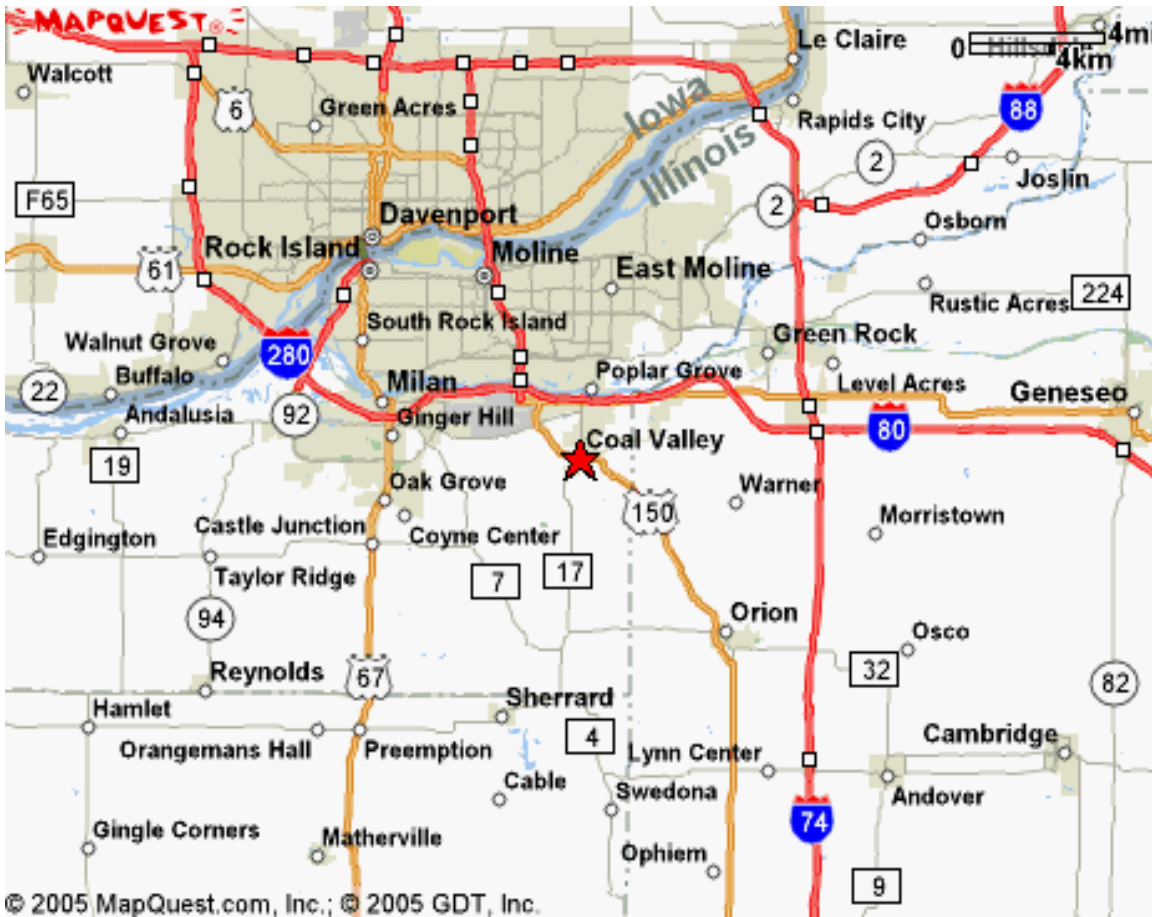 MAPQUEST®
Le Claire
0 4mi
Hillsdale
4km
Walcott
Green Acres
6
Iowa
88
Rapids City
Illinois
2
Joslin
F65
Davenport
2
Osborn
Rock Island
Moline
61
East Moline
Rustic Acres
224
South Rock Island
Green Rock
Walnut Grove
280
Poplar Grove
22
Buffalo
Milan
Level Acres
Geneseo
92
Andalusia
Ginger Hill
80
Coal Valley
19
Oak Grove
Warner
150
Morristown
Castle Junction
Coyne Center
Edgington
7
17
Taylor Ridge
94
Orion
Osco
Reynolds
67
32
82
Sherrard
Hamlet
4
Cambridge
Orangemans Hall
Preemption
Lynn Center
Cable
Swedona
Andover
74
Gingle Corners
Matherville
Ophiem
9
© 2005 MapQuest.com, Inc.; © 2005 GDT, Inc.